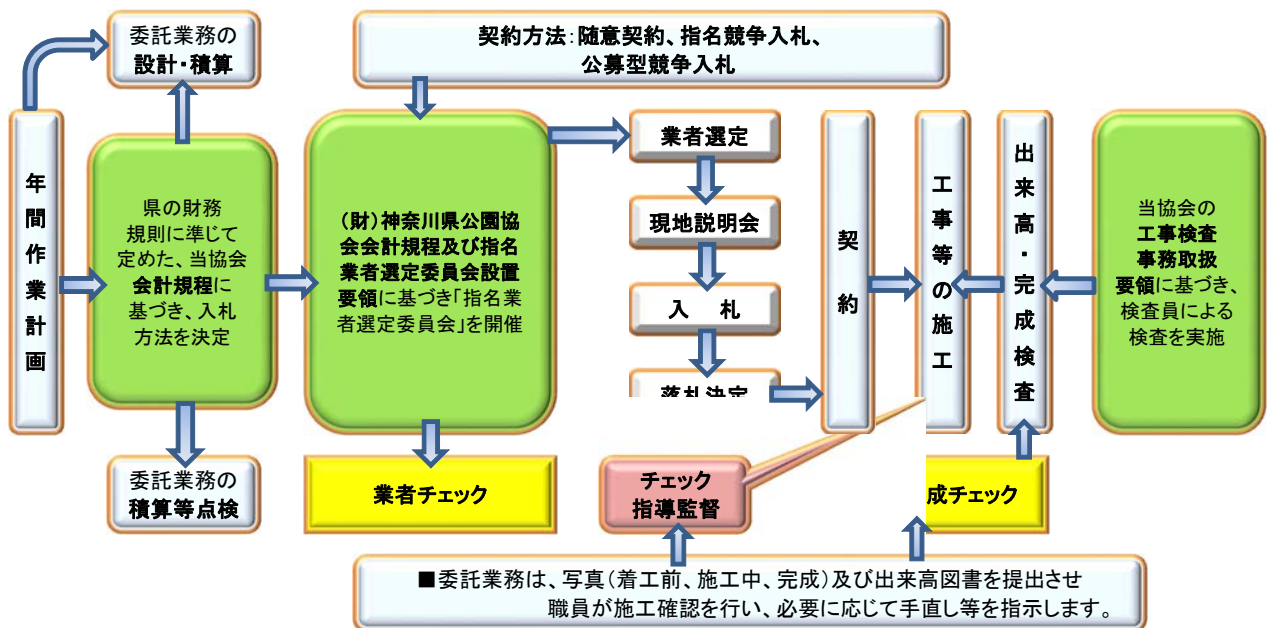 委託業務の
設計・積算
契約方法：随意契約、指名競争入札、
公募型競争入札
年間作業計画
県の財務
規則に準じて
定めた、当協会
会計規程に
基づき、入札
方法を決定
（財）神奈川県公園協
会会計規程及び指名
業者選定委員会設置
要領に基づき「指名業
者選定委員会」を開催
業者選定
現地説明会
入　札
落札決定
契約
工事等の施工
出来高・完成検査
当協会の
工事検査
事務取扱
要領に基づき、
検査員による
検査を実施
委託業務の
積算等点検
業者チェック
チェック
指導監督
成チェック
■委託業務は、写真（着工前、施工中、完成）及び出来高図書を提出させ
職員が施工確認を行い、必要に応じて手直し等を指示します。